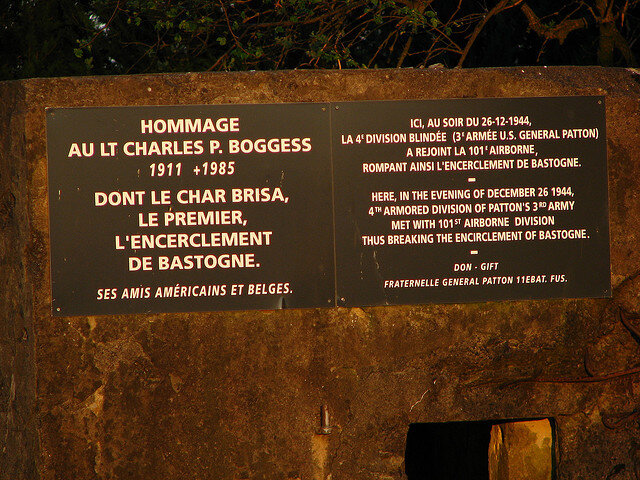 HOMMAGE
AU LT CHARLES P. BOGGESS
1911 +1985
DONT LE CHAR BRISA,
LE PREMIER,
L'ENCERCLEMENT
DE BASTOGNE.
SES AMIS AMÉRICAINS ET BELGES.
ICI, AU SOIR DU 26-12-1944,
LA 4E DIVISION BLINDÉE (3E ARMÉE U.S. GENERAL PATTON)
A REJOINT LA 101E AIRBORNE,
ROMPANT AINSI L'ENCERCLEMENT DE BASTOGNE.
-
HERE, IN THE EVENING OF DECEMBER 26 1944,
4TH ARMORED DIVISION OF PATTON'S 3RD ARMY
MET WITH 101ST AIRBORNE DIVISION
THUS BREAKING THE ENCIRCLEMENT OF BASTOGNE.
-
DON - GIFT
FRATERNELLE GENERAL PATTON 11EBAT. FUS.